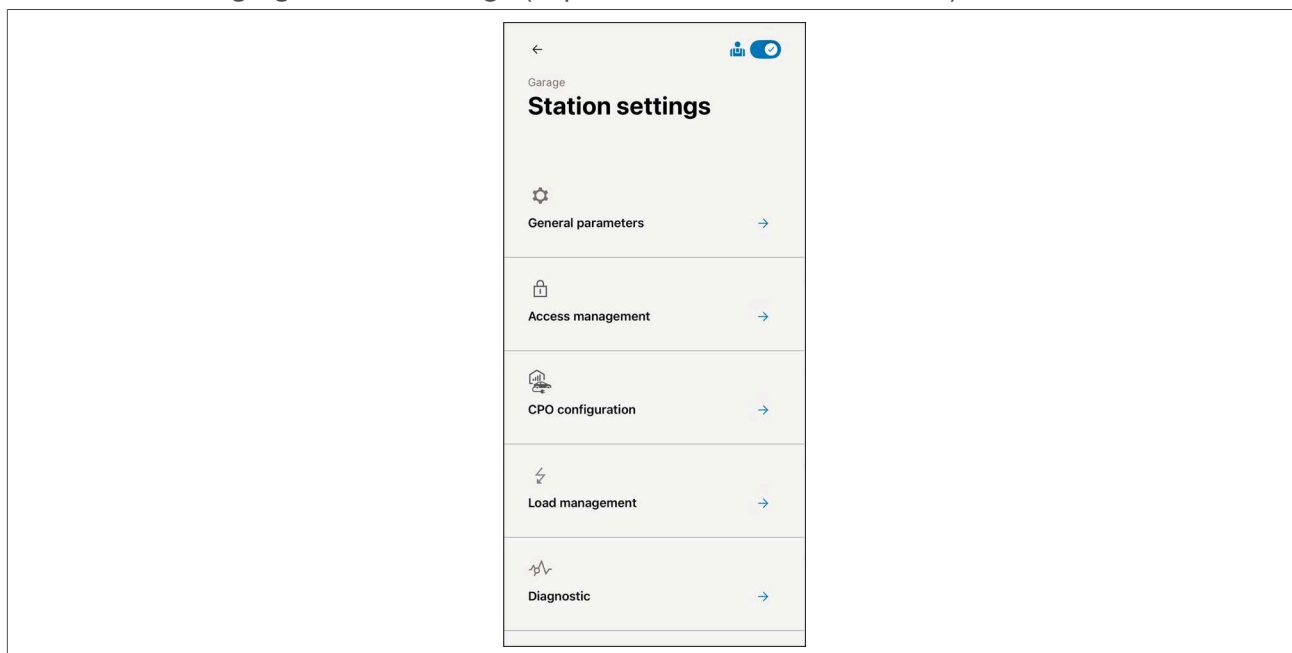 Garage
Station settings
General parameters
Access management
CPO configuration
Load management
Diagnostic